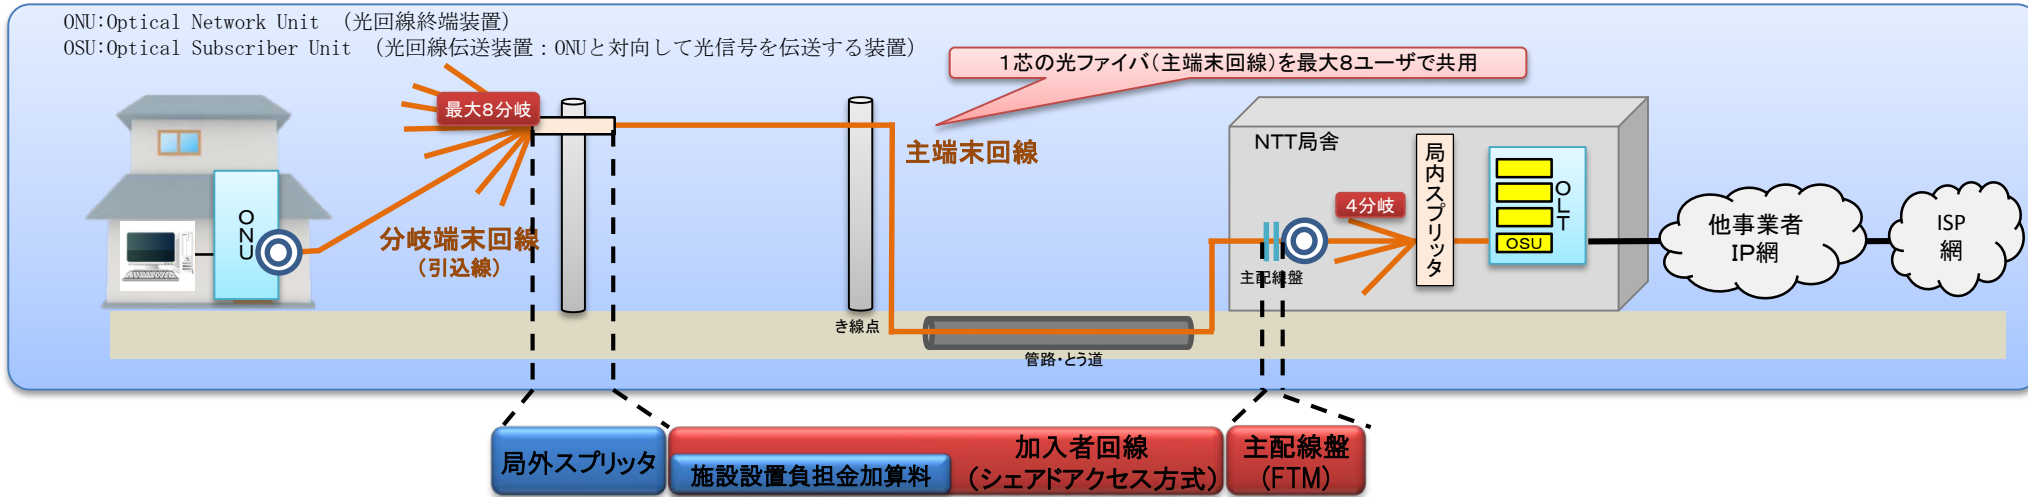 ONU:Optical Network Unit （光回線終端装置）
OSU:Optical Subscriber Unit （光回線伝送装置：ONUと対向して光信号を伝送する装置）
1芯の光ファイバ（主端末回線）を最大8ユーザで共用
最大8分岐
主端末回線
NTT局舎
局内スプリッタ
OLT
OSU
4分岐
ONU
分岐端末回線
（引込線）
主配線盤
他事業者
IP網
ISP
網
き線点
管路・とう道
局外スプリッタ
加入者回線
（シェアドアクセス方式）
施設設置負担金加算料
主配線盤
（FTM）